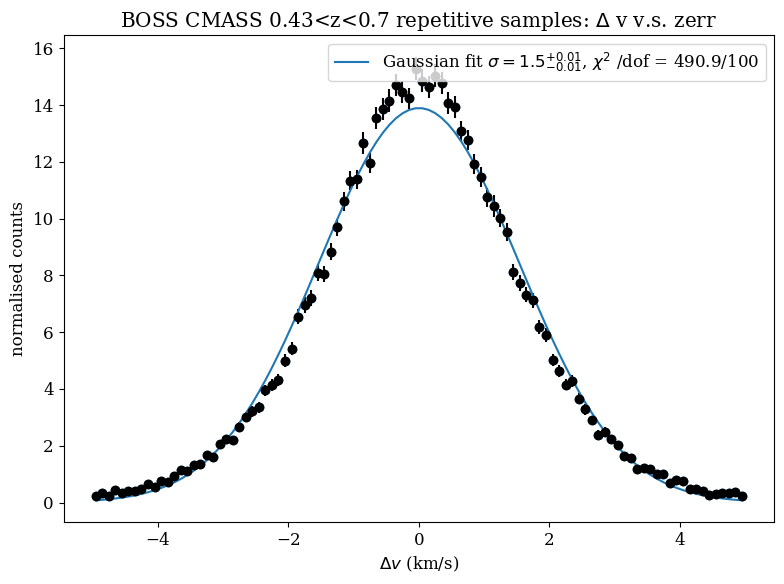 BOSS CMASS 0.43<z<0.7 repetitive samples: Δ v v.s. zerr
Gaussian fit σ = 1.5^{+0.01}_{−0.01}, χ² /dof = 490.9/100
normalised counts
16
14
12
10
8
6
4
2
0
−4 −2 0 2 4
Δv (km/s)